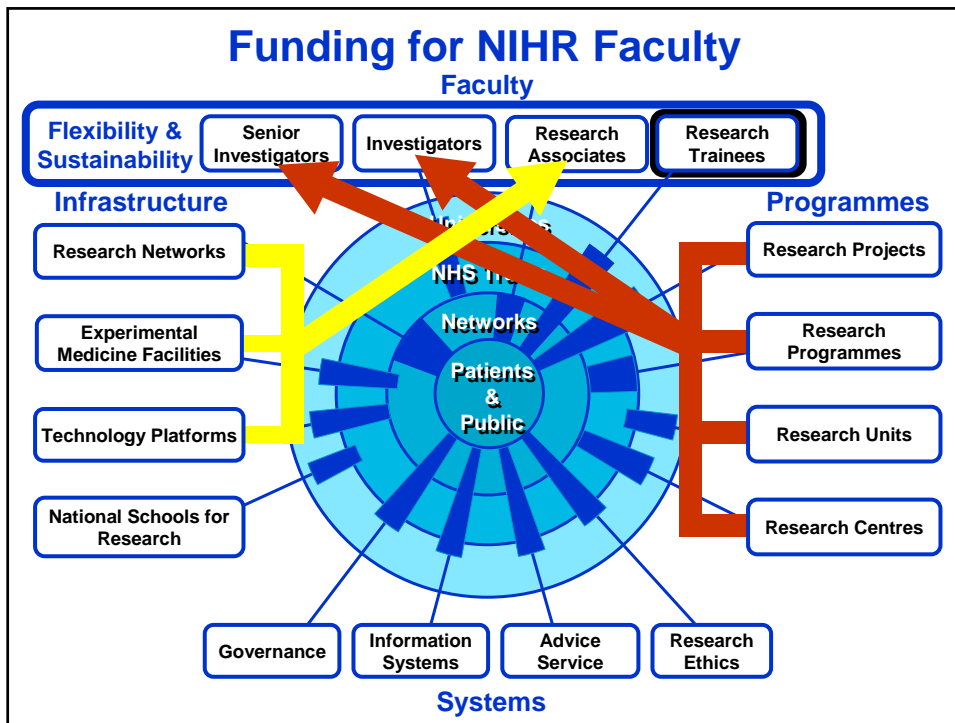 Funding for NIHR Faculty
Faculty
Flexibility &
Sustainability
Senior
Investigators
Investigators
Research
Associates
Research
Trainees
Infrastructure
Programmes
Research Networks
Experimental
Medicine Facilities
Technology Platforms
National Schools for
Research
Universities
NHS Trusts
Networks
Patients
&
Public
Research Projects
Research
Programmes
Research Units
Research Centres
Governance
Information
Systems
Advice
Service
Research
Ethics
Systems